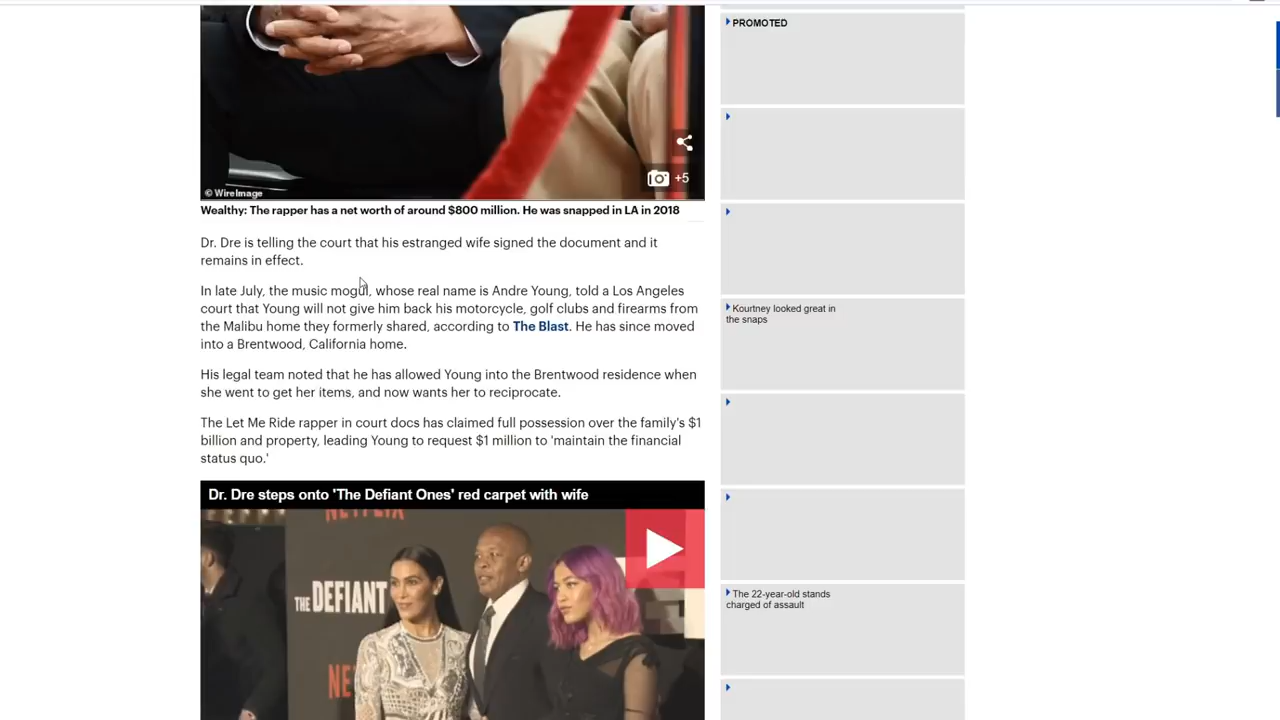 PROMOTED
+5
© WireImage
Wealthy: The rapper has a net worth of around $800 million. He was snapped in LA in 2018
Dr. Dre is telling the court that his estranged wife signed the document and it
remains in effect.
In late July, the music mogul, whose real name is Andre Young, told a Los Angeles
court that Young will not give him back his motorcycle, golf clubs and firearms from
the Malibu home they formerly shared, according to The Blast. He has since moved
into a Brentwood, California home.
His legal team noted that he has allowed Young into the Brentwood residence when
she went to get her items, and now wants her to reciprocate.
The Let Me Ride rapper in court docs has claimed full possession over the family's $1
billion and property, leading Young to request $1 million to 'maintain the financial
status quo.'
Dr. Dre steps onto 'The Defiant Ones' red carpet with wife
NETFLIX
THE DEFIANT
NET
Kourtney looked great in
the snaps
The 22-year-old stands
charged of assault